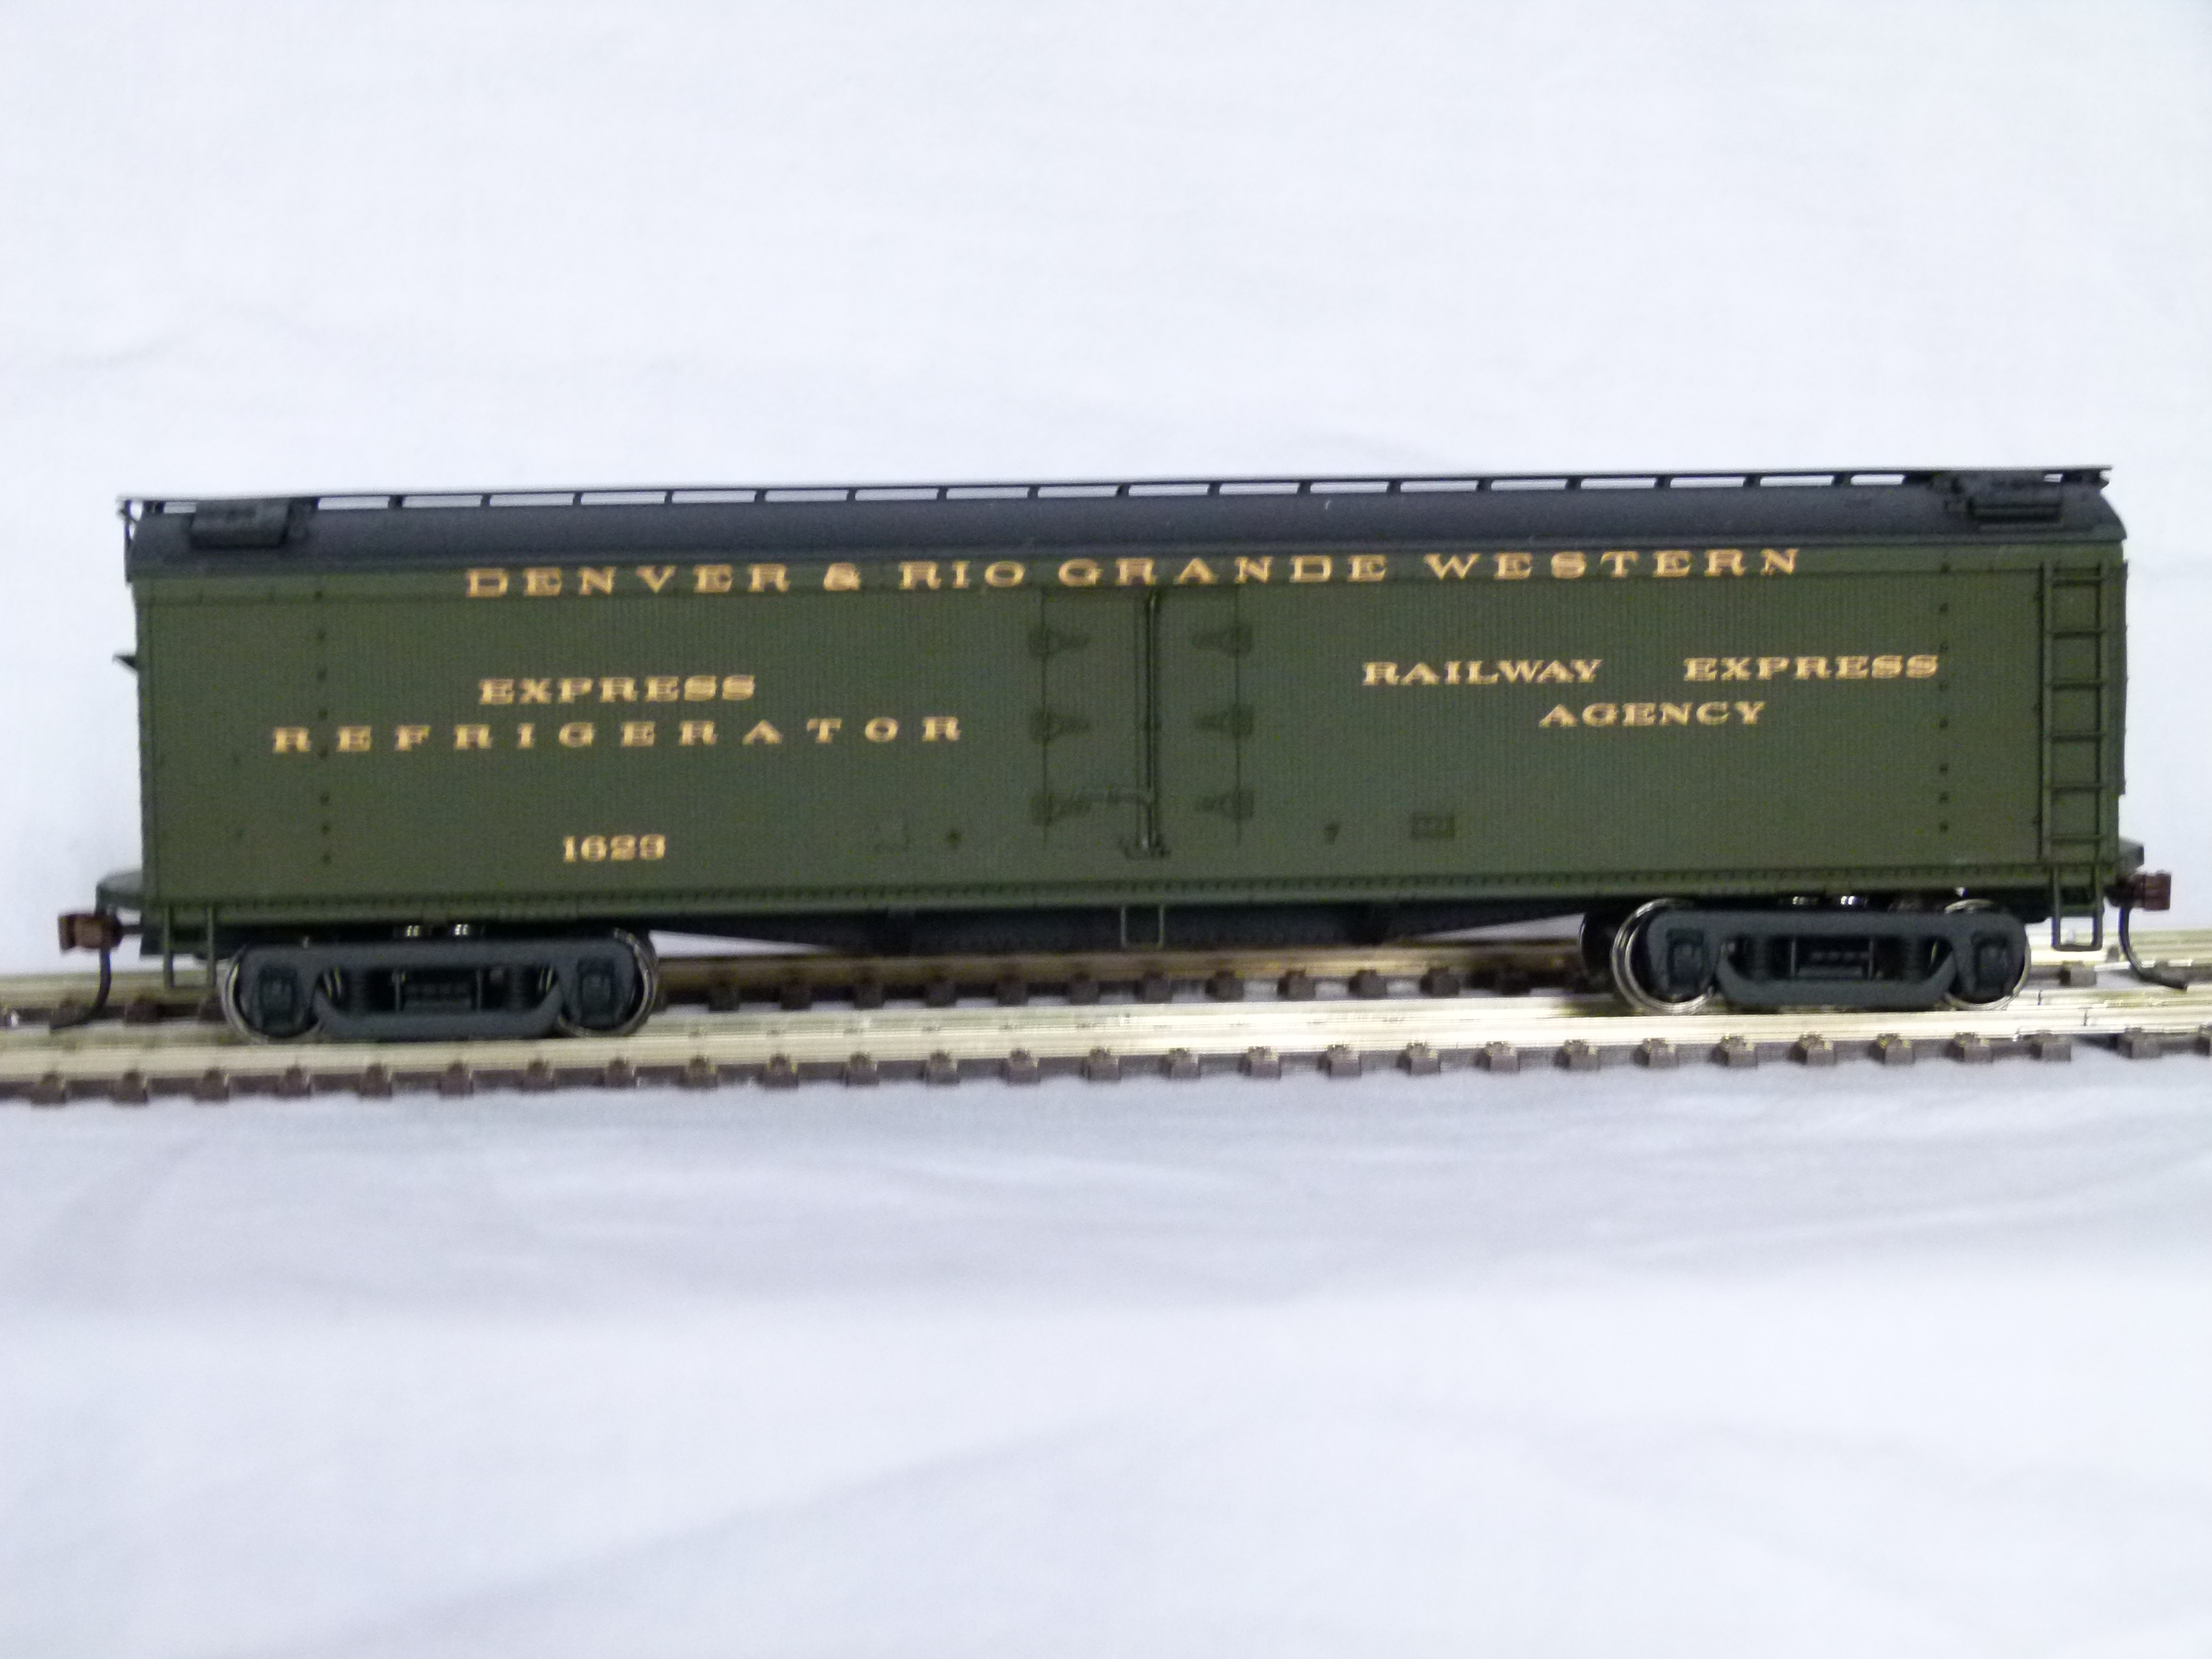 DENVER & RIO GRANDE WESTERN
EXPRESS
REFRIGERATOR
1623
RAILWAY EXPRESS
AGENCY